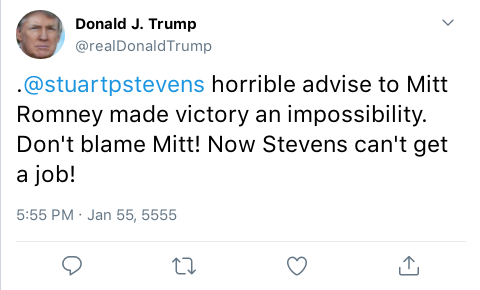 Donald J. Trump
@realDonaldTrump
.@stuartpstevens horrible advise to Mitt
Romney made victory an impossibility.
Don't blame Mitt! Now Stevens can't get
a job!
5:55 PM · Jan 55, 5555